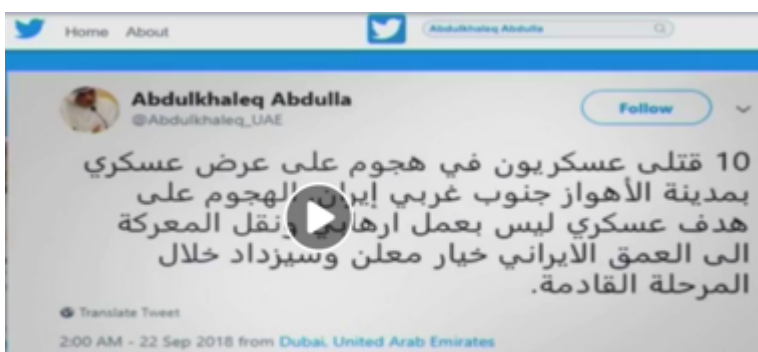 Home About Abdulkhaleq Abdulla
Abdulkhaleq Abdulla
@Abdulkhaleq_UAE
Follow
10 قتلى عسكريون في هجوم على عرض عسكري
بمدينة الأهواز جنوب غربي إيران. الهجوم على
هدف عسكري ليس بعمل ارهابي ونقل المعركة
الى العمق الايراني خيار معلن وسيزداد خلال
المرحلة القادمة.
Translate Tweet
2:00 AM - 22 Sep 2018 from Dubai, United Arab Emirates